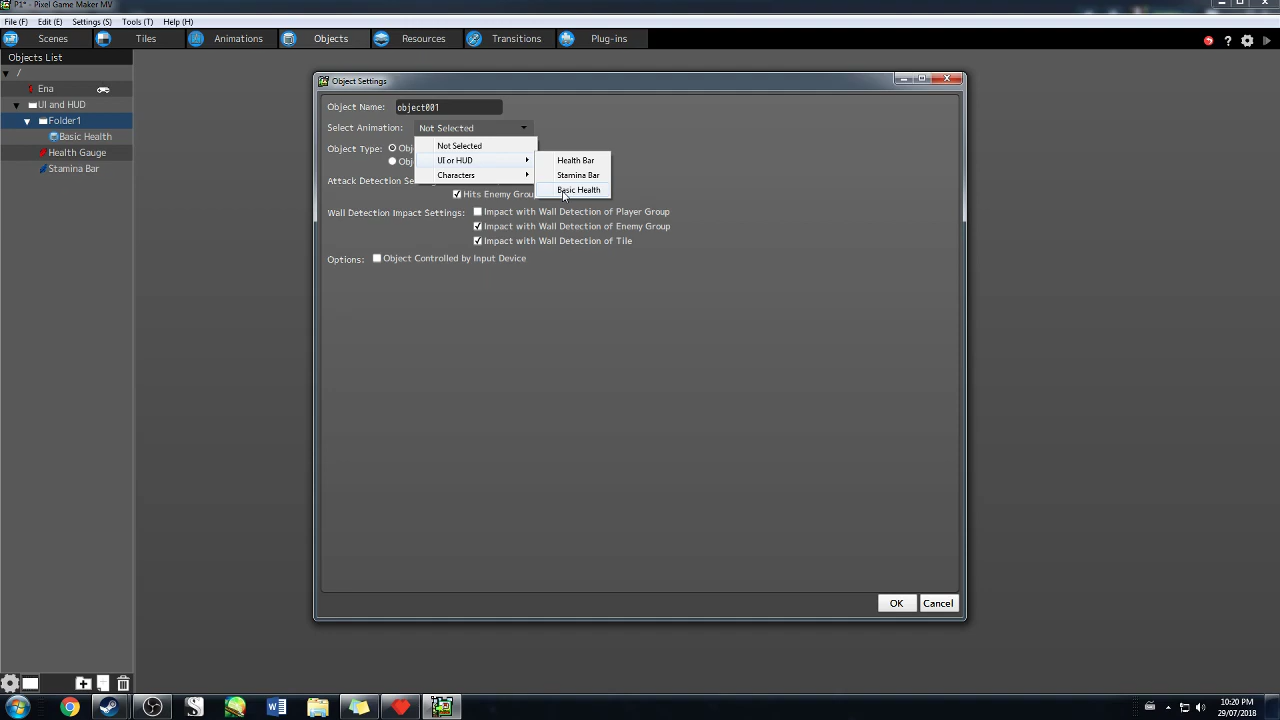 P1* - Pixel Game Maker MV
File (F) Edit (E) Settings (S) Tools (T) Help (H)
Scenes Tiles Animations Objects Resources Transitions Plug-ins
Objects List
/
Ena
UI and HUD
Folder1
Basic Health
Health Gauge
Stamina Bar
Object Settings
Object Name: object001
Select Animation: Not Selected
Not Selected
UI or HUD
Characters
Health Bar
Stamina Bar
Basic Health
Object Type: Obj
Obj
Attack Detection Se
Hits Enemy Grou
Wall Detection Impact Settings: Impact with Wall Detection of Player Group
Impact with Wall Detection of Enemy Group
Impact with Wall Detection of Tile
Options: Object Controlled by Input Device
OK Cancel
10:20 PM
29/07/2018